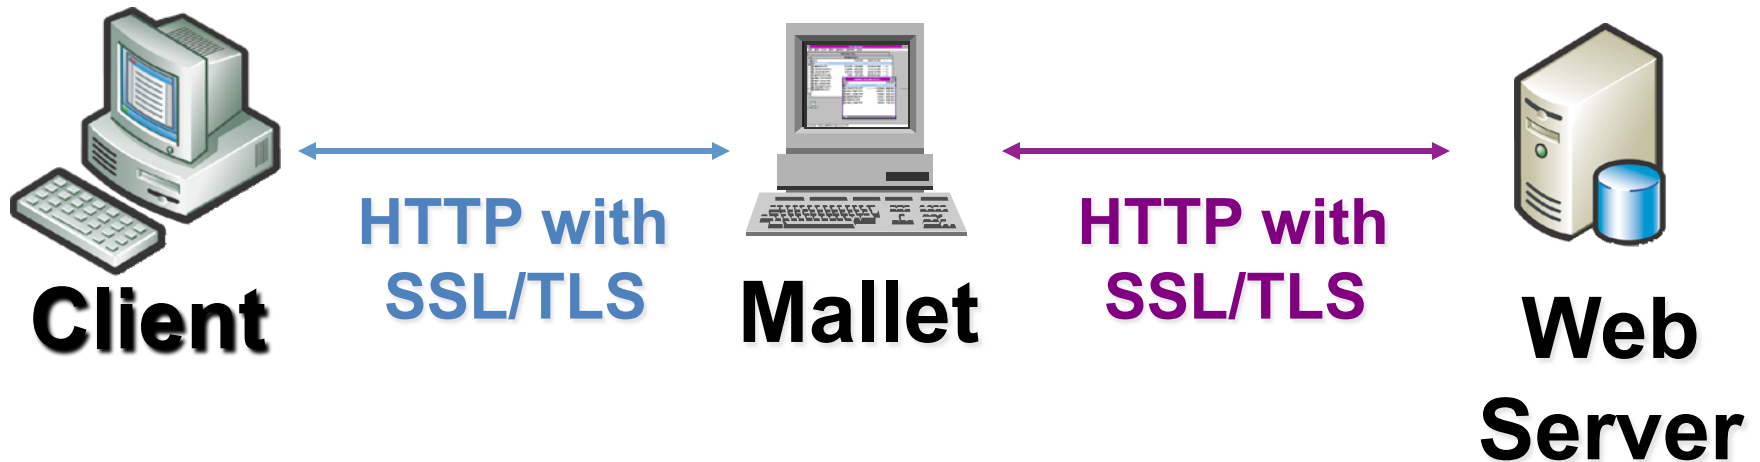 HTTP with
SSL/TLS
HTTP with
SSL/TLS
Client
Mallet
Web
Server